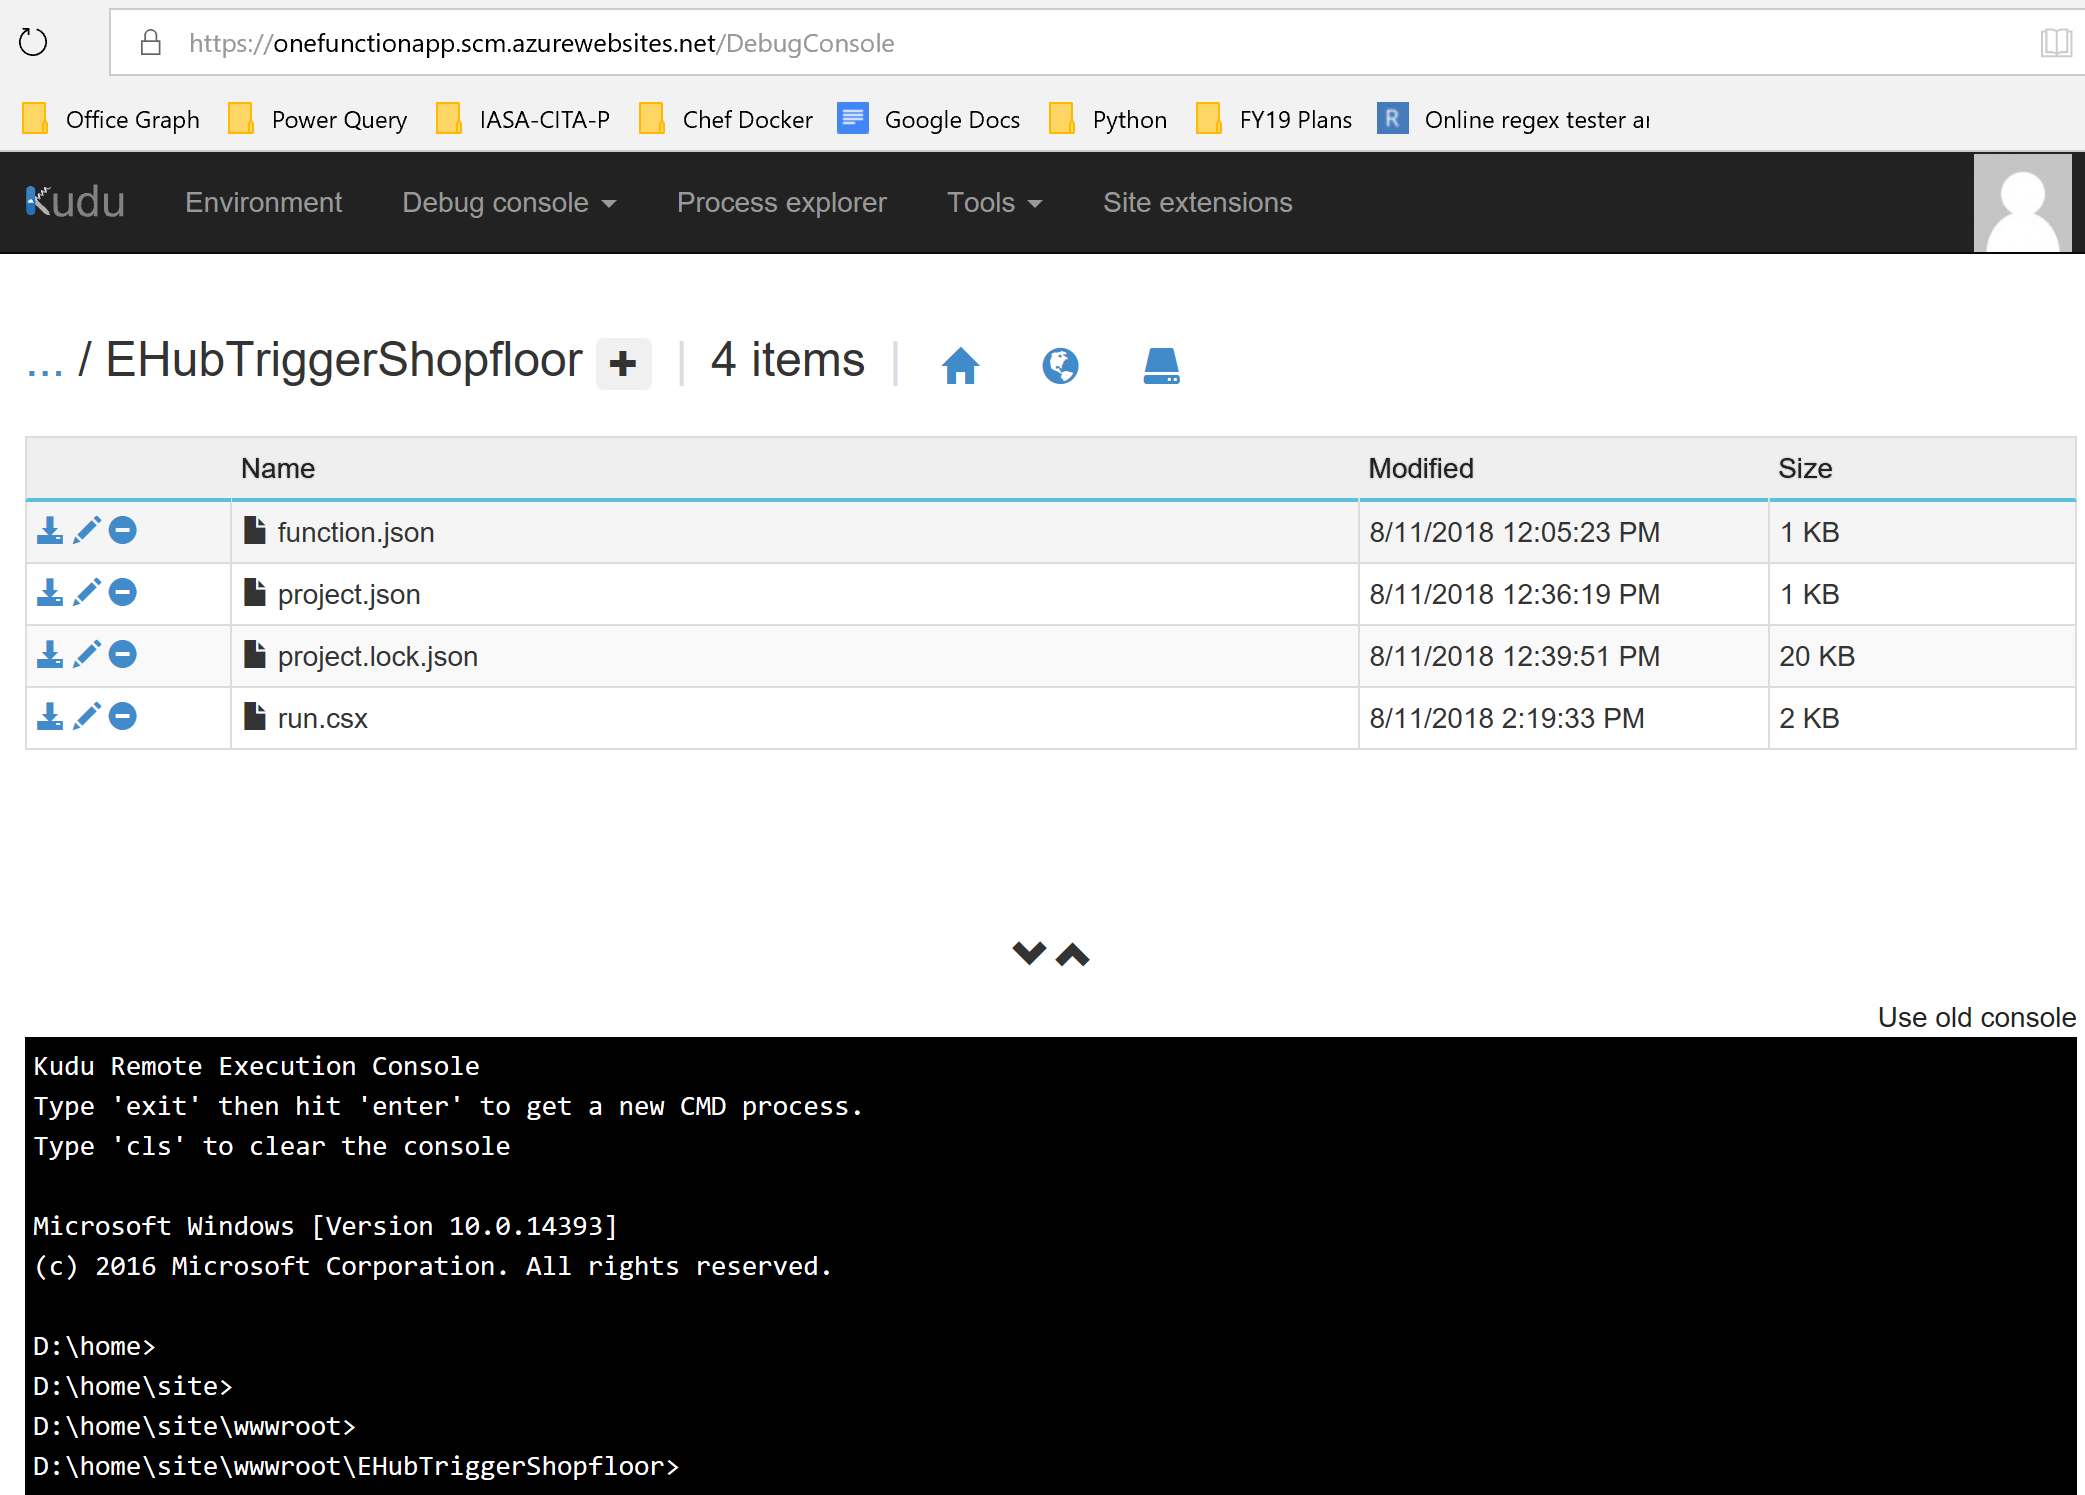 https://onefunctionapp.scm.azurewebsites.net/DebugConsole
Office Graph Power Query IASA-CITA-P Chef Docker Google Docs Python FY19 Plans R Online regex tester ar
Kudu Environment Debug console Process explorer Tools Site extensions
... / EHubTriggerShopfloor + | 4 items |
Name Modified Size
function.json 8/11/2018 12:05:23 PM 1 KB
project.json 8/11/2018 12:36:19 PM 1 KB
project.lock.json 8/11/2018 12:39:51 PM 20 KB
run.csx 8/11/2018 2:19:33 PM 2 KB
Use old console
Kudu Remote Execution Console
Type 'exit' then hit 'enter' to get a new CMD process.
Type 'cls' to clear the console
Microsoft Windows [Version 10.0.14393]
(c) 2016 Microsoft Corporation. All rights reserved.
D:\home>
D:\home\site>
D:\home\site\wwwroot>
D:\home\site\wwwroot\EHubTriggerShopfloor>